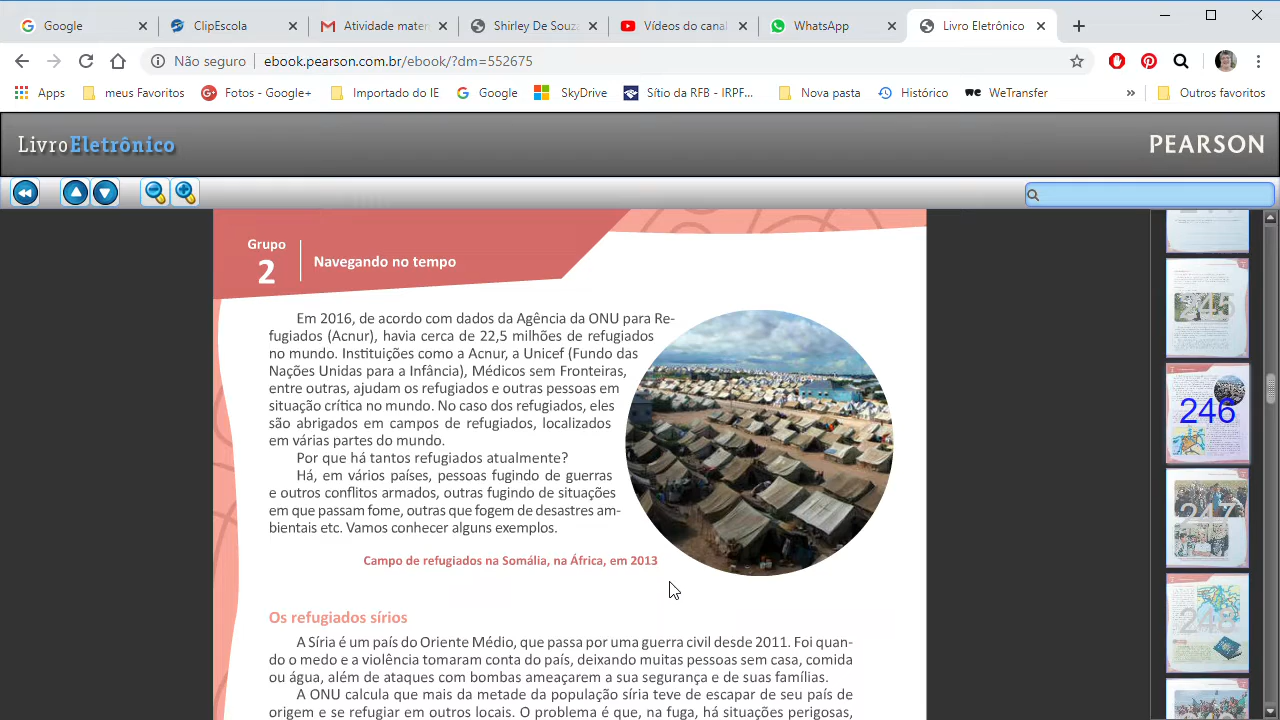 Google
ClipEscola
Atividade mater
Shirley De Souz
Vídeos do canal
WhatsApp
Livro Eletrônico
Não seguro
ebook.pearson.com.br/ebook/?dm=552675
Apps
meus Favoritos
Fotos - Google+
Importado do IE
Google
SkyDrive
Sítio da RFB - IRPF...
Nova pasta
Histórico
WeTransfer
»
Outros favoritos
LivroEletrônico
PEARSON
Grupo
2
Navegando no tempo
Em 2016, de acordo com dados da Agência da ONU para Re-
fugiados (Acnur), havia cerca de 22,5 milhões de refugiados
no mundo. Instituições como a Acnur, a Unicef (Fundo das
Nações Unidas para a Infância), Médicos sem Fronteiras,
entre outras, ajudam os refugiados e outras pessoas em
situação crítica no mundo. No caso dos refugiados, eles
são abrigados em campos de refugiados, localizados
em várias partes do mundo.
Por que há tantos refugiados atualmente?
Há, em vários países, pessoas fugindo de guerras
e outros conflitos armados, outras fugindo de situações
em que passam fome, outras que fogem de desastres am-
bientais etc. Vamos conhecer alguns exemplos.
Campo de refugiados na Somália, na África, em 2013
Os refugiados sírios
A Síria é um país do Oriente Médio, que passa por uma guerra civil desde 2011. Foi quan-
do o medo e a violência tomaram conta do país, deixando muitas pessoas sem casa, comida
ou água, além de ataques com bombas ameaçarem a sua segurança e de suas famílias.
A ONU calcula que mais da metade da população síria teve de escapar de seu país de
origem e se refugiar em outros locais. O problema é que, na fuga, há situações perigosas,
245
246
247
248